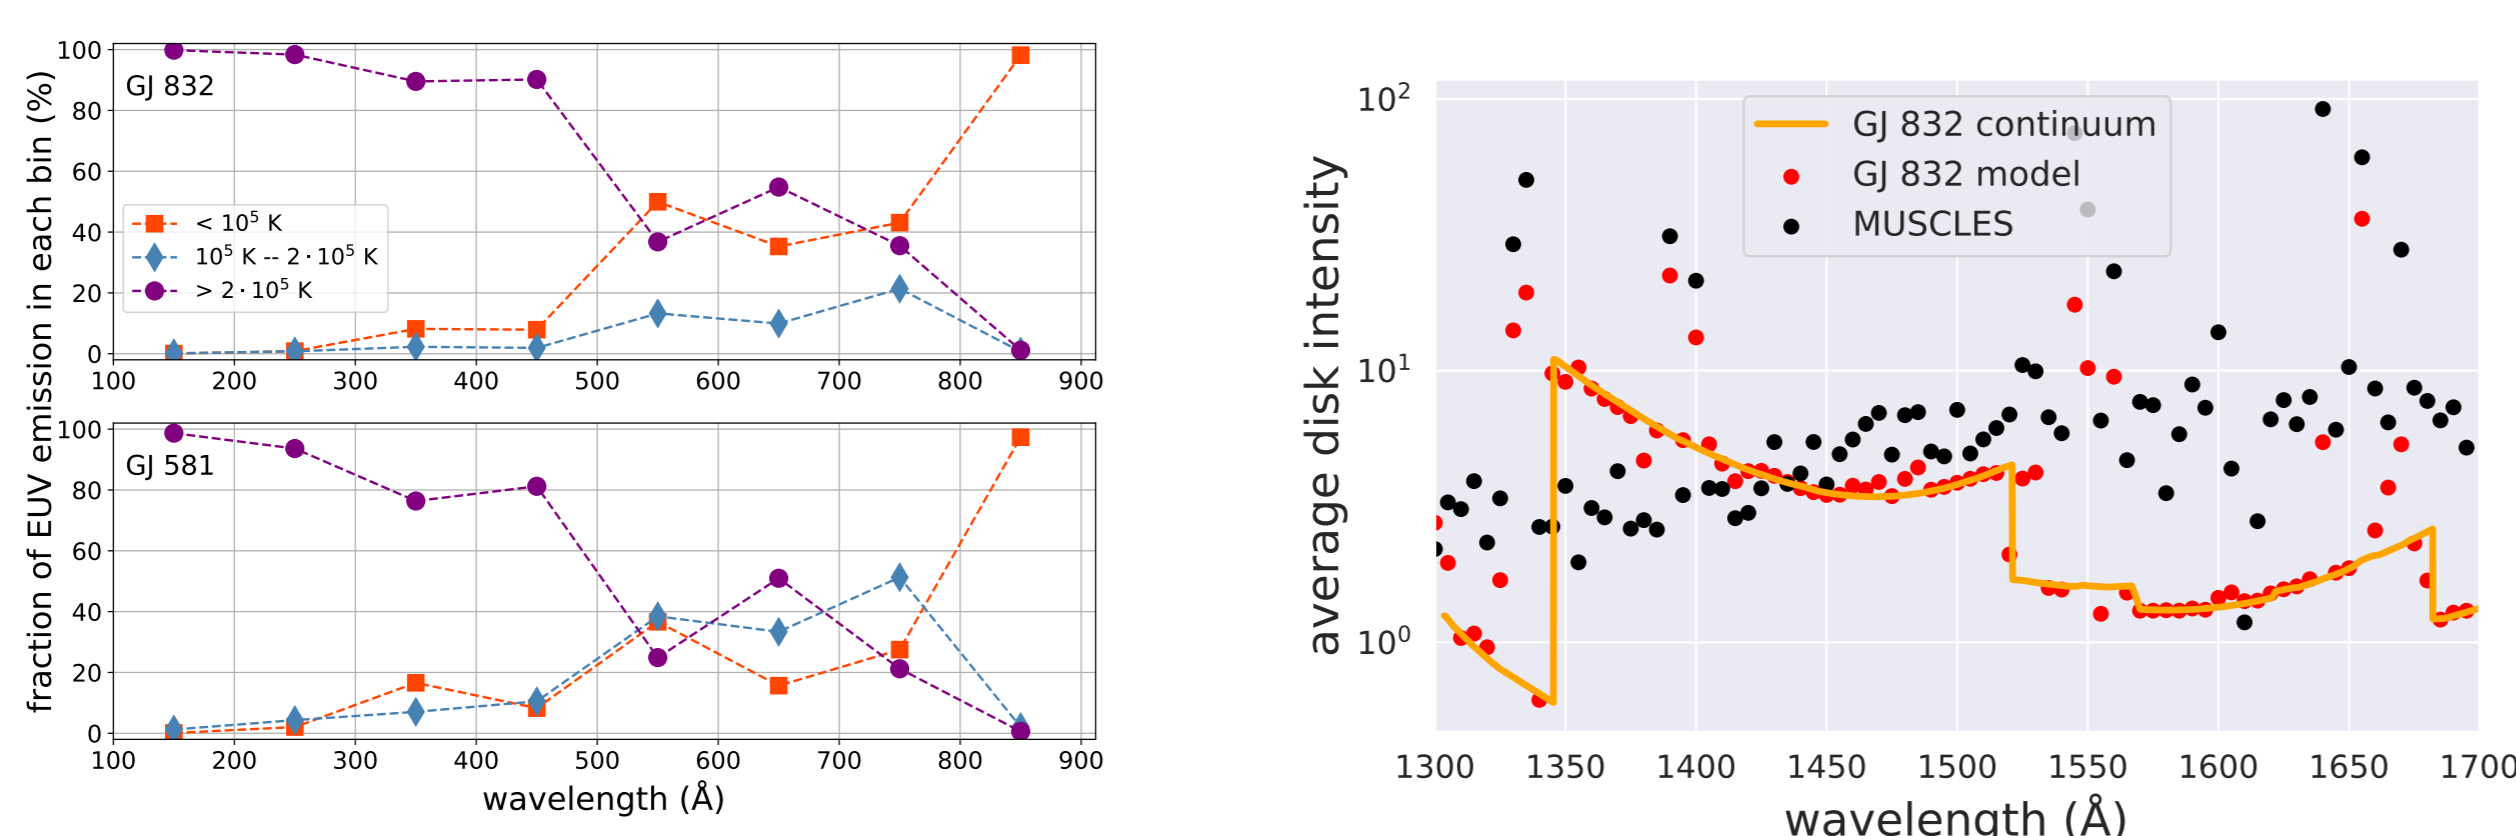 fraction of EUV emission in each bin (%)
100
80
60
40
20
0
GJ 832
< 10⁵ K
10⁵ K -- 2·10⁵ K
> 2·10⁵ K
100 200 300 400 500 600 700 800 900
100
80
60
40
20
0
GJ 581
100 200 300 400 500 600 700 800 900
wavelength (Å)
average disk intensity
10²
10¹
10⁰
GJ 832 continuum
GJ 832 model
MUSCLES
1300 1350 1400 1450 1500 1550 1600 1650 1700
wavelength (Å)